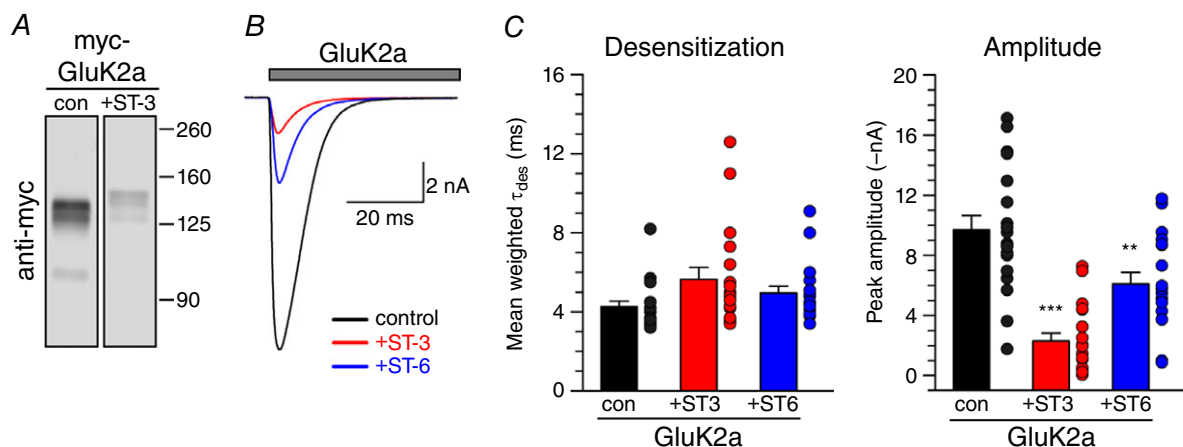 A
myc-
GluK2a
con +ST-3
260
160
125
90
anti-myc
B
GluK2a
2 nA
20 ms
control
+ST-3
+ST-6
C
Desensitization
Mean weighted τdes (ms)
16
12
8
4
0
con +ST3 +ST6
GluK2a
Amplitude
Peak amplitude (–nA)
20
16
12
8
4
0
***
**
con +ST3 +ST6
GluK2a